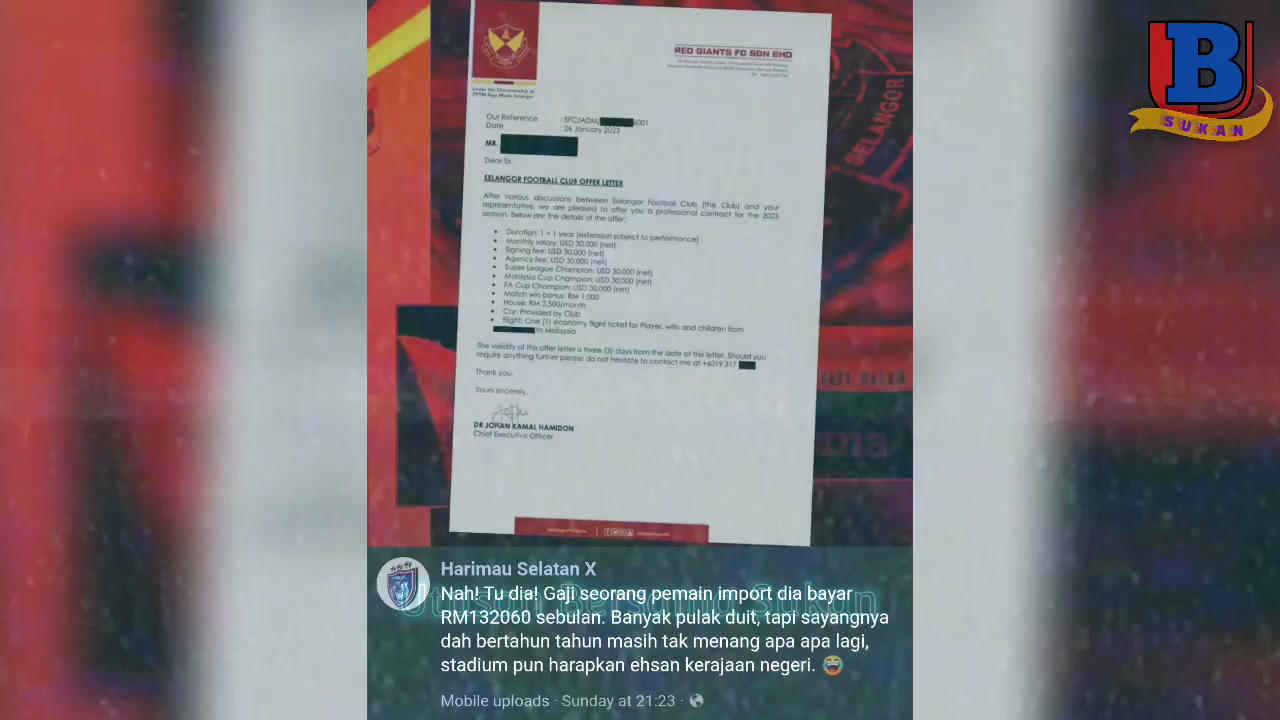 B
SUKAN
RED GIANTS FC SDN BHD
Under the Chairmanship of
DYTM Raja Muda Selangor
Our Reference : SFC/ADM/ 6001
Date : 26 January 2023
MR.
Dear Sir,
SELANGOR FOOTBALL CLUB OFFER LETTER
After various discussions between Selangor Football Club (the Club) and your
representative, we are pleased to offer you a professional contract for the 2023
season. Below are the details of the offer:
• Duration: 1 + 1 year (extension subject to performance)
• Monthly salary: USD 30,000 (net)
• Signing fee: USD 30,000 (net)
• Agency fee: USD 30,000 (net)
• Super League Champion: USD 30,000 (net)
• Malaysia Cup Champion: USD 30,000 (net)
• FA Cup Champion: USD 30,000 (net)
• Match win bonus: RM 1,000
• House: RM 2,500/month
• Car: Provided by Club
• Flight: One (1) economy flight ticket for Player, wife and children from
to Malaysia
The validity of this offer letter is three (3) days from the date of this letter. Should you
require anything further please do not hesitate to contact me at +6019 317
Thank you.
Yours sincerely,
DR JOHAN KAMAL HAMIDON
Chief Executive Officer
SELANGOR
Harimau Selatan X
Nah! Tu dia! Gaji seorang pemain import dia bayar
RM132060 sebulan. Banyak pulak duit, tapi sayangnya
dah bertahun tahun masih tak menang apa apa lagi,
stadium pun harapkan ehsan kerajaan negeri. 😂
Bersama Sukan
Mobile uploads · Sunday at 21:23 ·